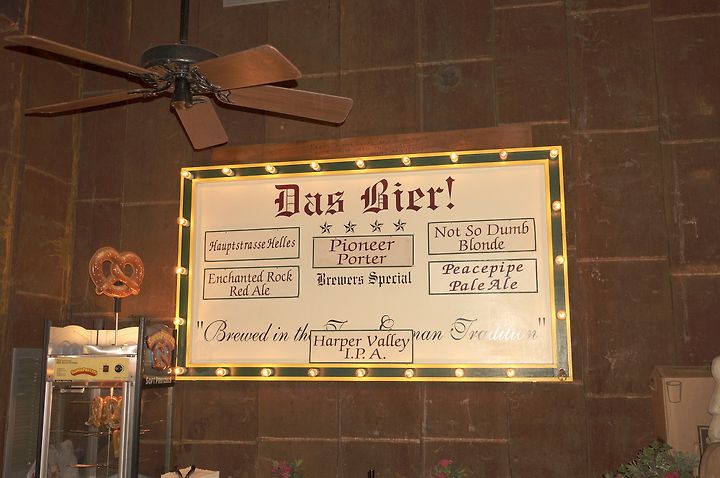 Das Bier!
Hauptstrasse Helles
Pioneer
Porter
Not So Dumb
Blonde
Enchanted Rock
Red Ale
Brewers Special
Peacepipe
Pale Ale
"Brewed in the Tradition"
Harper Valley
I.P.A.